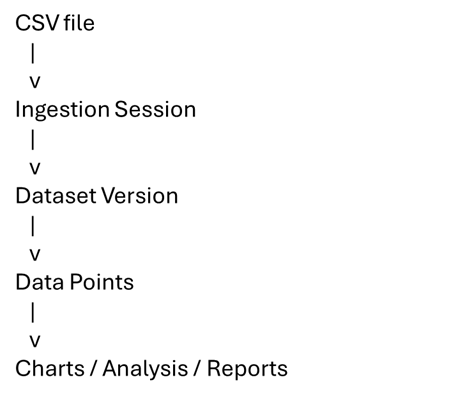 CSV file
|
v
Ingestion Session
|
v
Dataset Version
|
v
Data Points
|
v
Charts / Analysis / Reports